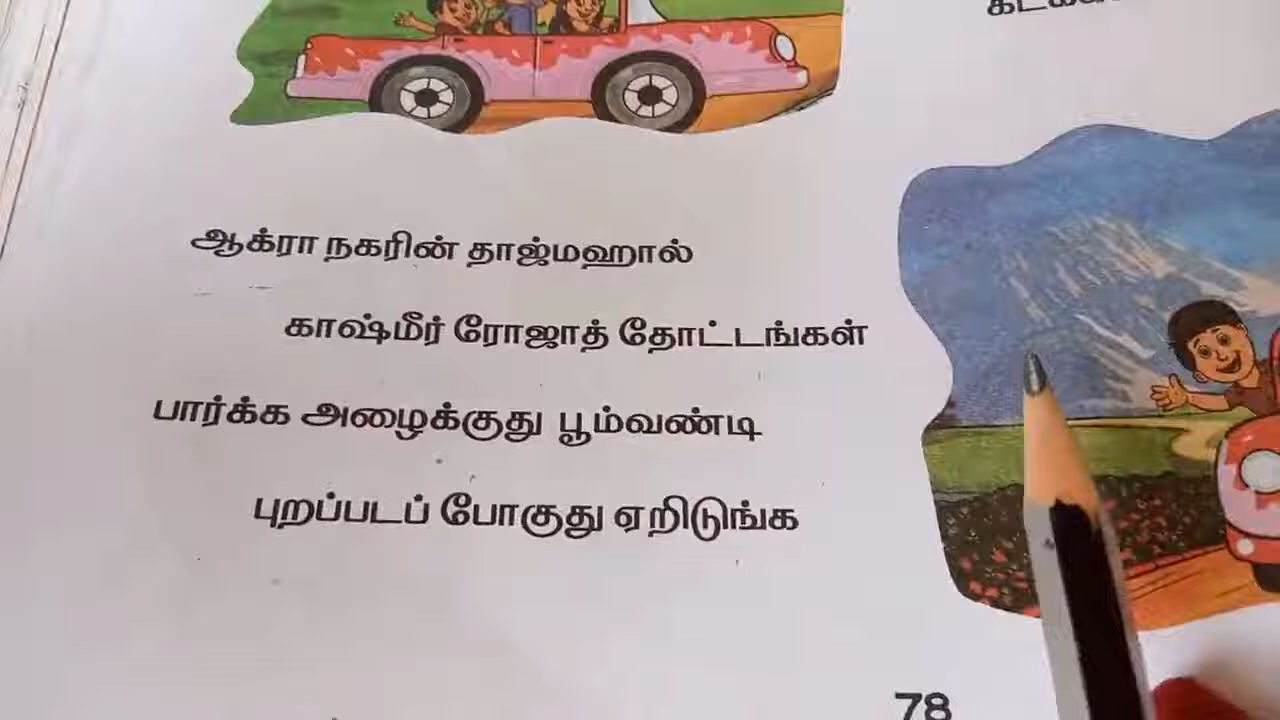 ஆக்ரா நகரின் தாஜ்மஹால்
காஷ்மீர் ரோஜாத் தோட்டங்கள்
பார்க்க அழைக்குது பூம்வண்டி
புறப்படப் போகுது ஏறிடுங்க
78